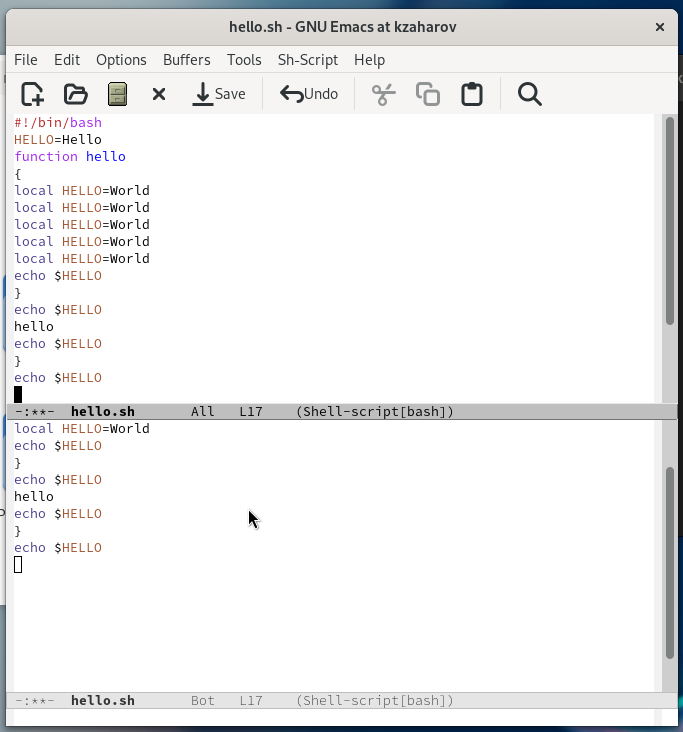 hello.sh - GNU Emacs at kzaharov
File Edit Options Buffers Tools Sh-Script Help
Save Undo
#!/bin/bash
HELLO=Hello
function hello
{
local HELLO=World
local HELLO=World
local HELLO=World
local HELLO=World
local HELLO=World
echo $HELLO
}
echo $HELLO
hello
echo $HELLO
}
echo $HELLO
-:**- hello.sh All L17 (Shell-script[bash])
local HELLO=World
echo $HELLO
}
echo $HELLO
hello
echo $HELLO
}
echo $HELLO
-:**- hello.sh Bot L17 (Shell-script[bash])